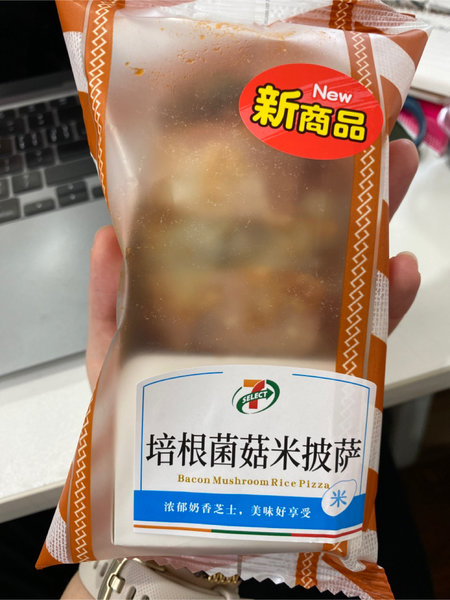 New
新商品
7
SELECT
培根菌菇米披萨
Bacon Mushroom Rice Pizza
米
浓郁奶香芝士，美味好享受